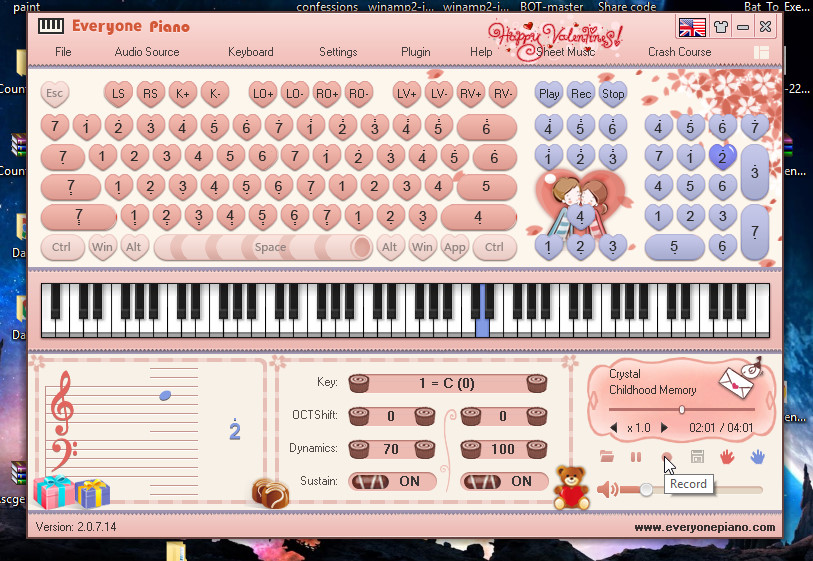 paint confessions winamp2-i... winamp2-i... BOT-master Share code Bat_To_Exe...
Everyone Piano
Happy Valentines!
File Audio Source Keyboard Settings Plugin Help Sheet Music Crash Course
Esc LS RS K+ K- LO+ LO- RO+ RO- LV+ LV- RV+ RV- Play Rec Stop
7 1 2 3 4 5 6 7 1 2 3 4 5 6 4 5 6 4 5 6 7
7 1 2 3 4 5 6 7 1 2 3 4 5 6 1 2 3 7 1 2 3
7 1 2 3 4 5 6 7 1 2 3 4 5 4 5 6
7 1 2 3 4 5 6 7 1 2 3 4 4 1 2 3 7
Ctrl Win Alt Space Alt Win App Ctrl 1 2 3 5 6
Key: 1 = C (0)
OCTShift: 0 0
Dynamics: 70 100
Sustain: ON ON
2
Crystal
Childhood Memory
x 1.0 02:01 / 04:01
Record
Version: 2.0.7.14 www.everyonepiano.com